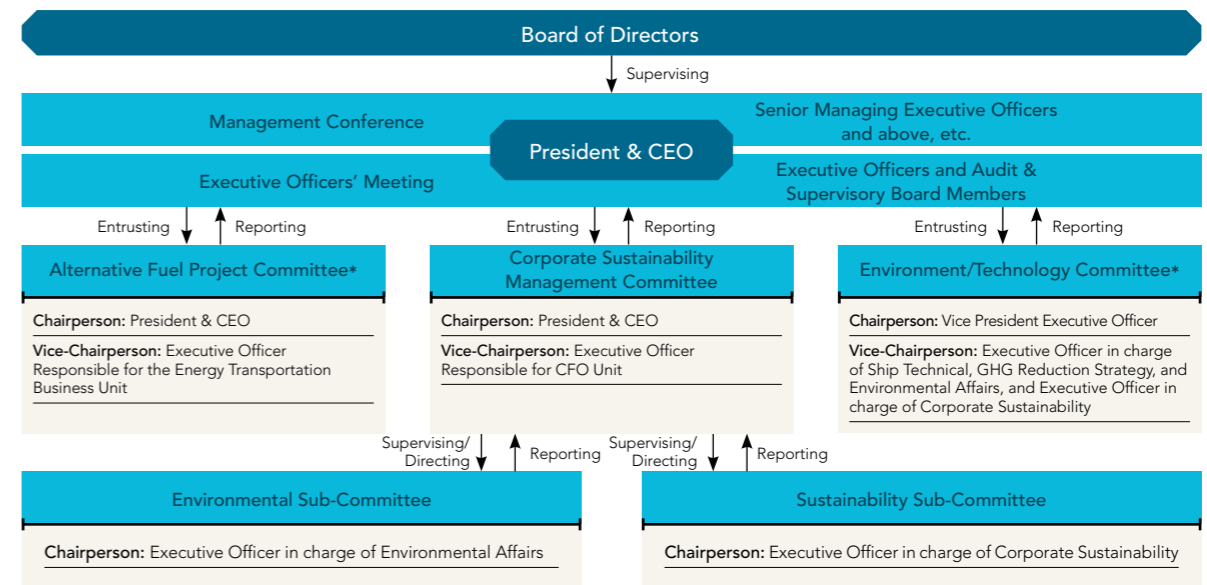 Board of Directors
Supervising
Management Conference
Senior Managing Executive Officers
and above, etc.
President & CEO
Executive Officers' Meeting
Executive Officers and Audit &
Supervisory Board Members
Entrusting
Reporting
Entrusting
Reporting
Entrusting
Reporting
Alternative Fuel Project Committee*
Chairperson: President & CEO
Vice-Chairperson: Executive Officer
Responsible for the Energy Transportation
Business Unit
Corporate Sustainability
Management Committee
Chairperson: President & CEO
Vice-Chairperson: Executive Officer
Responsible for CFO Unit
Environment/Technology Committee*
Chairperson: Vice President Executive Officer
Vice-Chairperson: Executive Officer in charge
of Ship Technical, GHG Reduction Strategy, and
Environmental Affairs, and Executive Officer in
charge of Corporate Sustainability
Supervising/
Directing
Reporting
Supervising/
Directing
Reporting
Environmental Sub-Committee
Chairperson: Executive Officer in charge of Environmental Affairs
Sustainability Sub-Committee
Chairperson: Executive Officer in charge of Corporate Sustainability